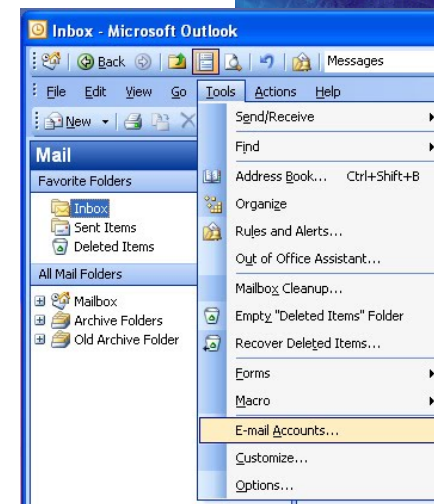 Inbox - Microsoft Outlook
Back Messages
File Edit View Go Tools Actions Help
New
Send/Receive
Find
Address Book... Ctrl+Shift+B
Organize
Rules and Alerts...
Out of Office Assistant...
Mailbox Cleanup...
Empty "Deleted Items" Folder
Recover Deleted Items...
Forms
Macro
E-mail Accounts...
Customize...
Options...
Mail
Favorite Folders
Inbox
Sent Items
Deleted Items
All Mail Folders
Mailbox
Archive Folders
Old Archive Folder